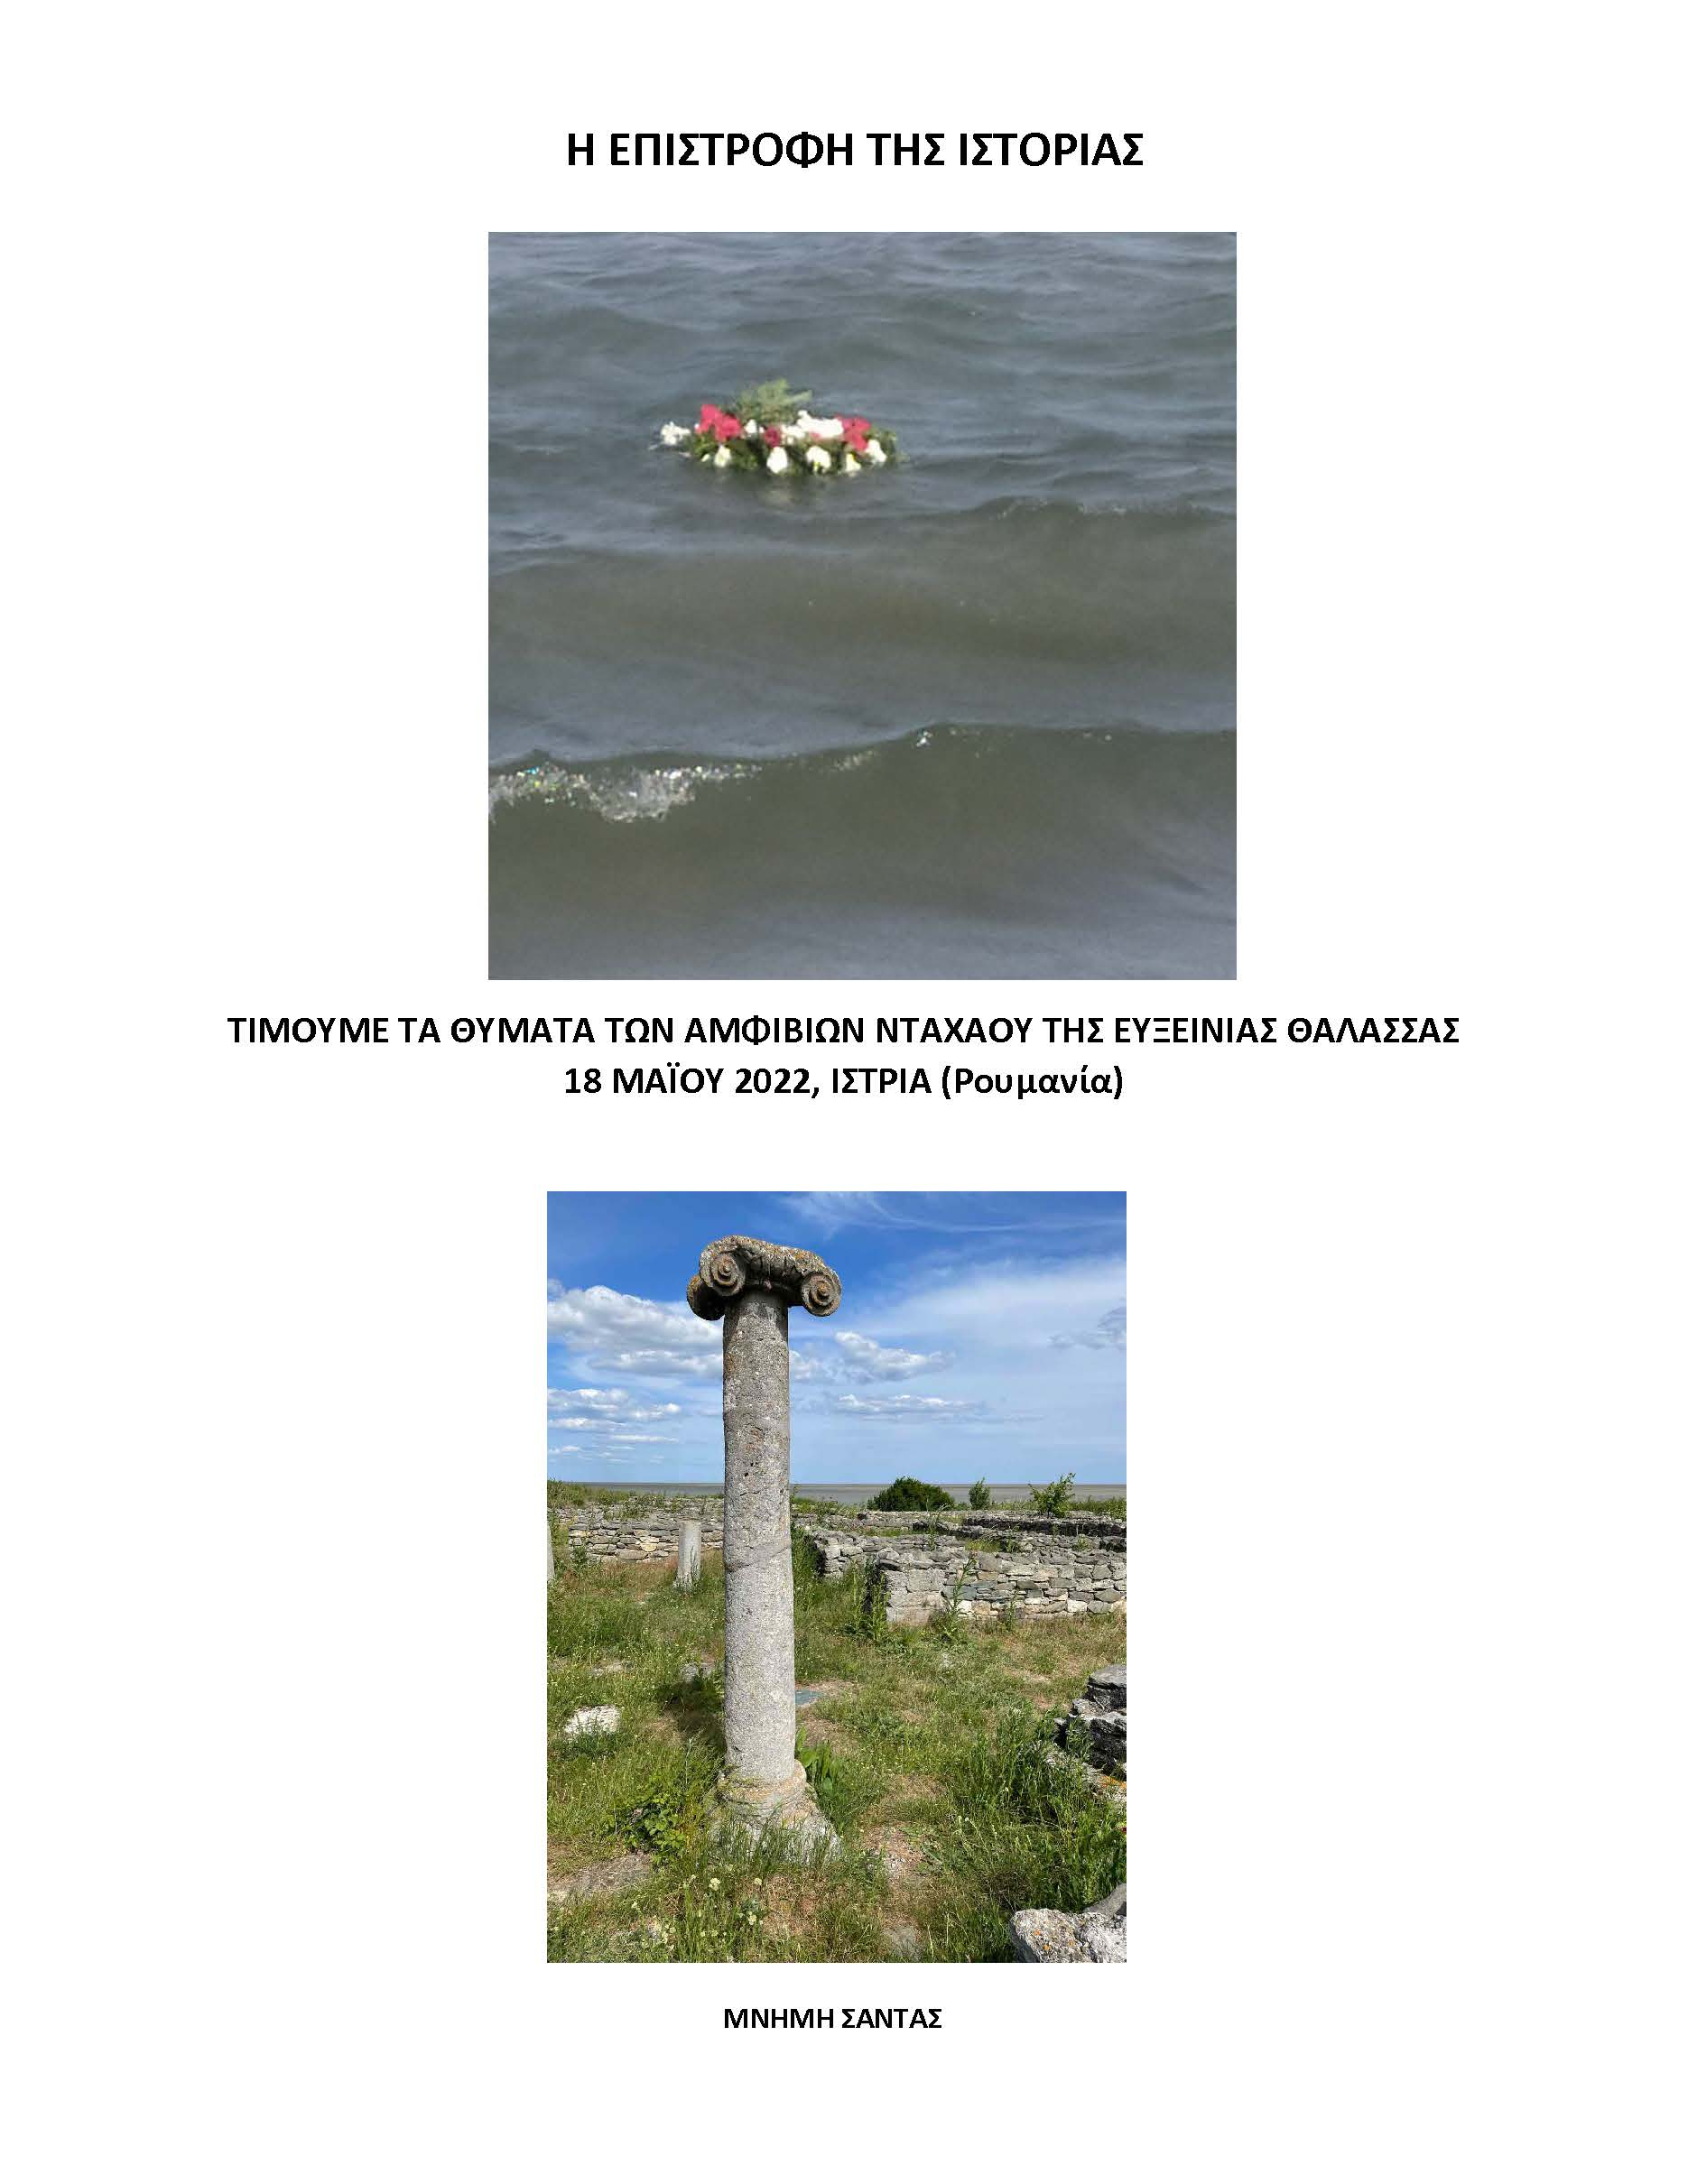 Η ΕΠΙΣΤΡΟΦΗ ΤΗΣ ΙΣΤΟΡΙΑΣ
ΤΙΜΟΥΜΕ ΤΑ ΘΥΜΑΤΑ ΤΩΝ ΑΜΦΙΒΙΩΝ ΝΤΑΧΑΟΥ ΤΗΣ ΕΥΞΕΙΝΙΑΣ ΘΑΛΑΣΣΑΣ
18 ΜΑΪΟΥ 2022, ΙΣΤΡΙΑ (Ρουμανία)
ΜΝΗΜΗ ΣΑΝΤΑΣ